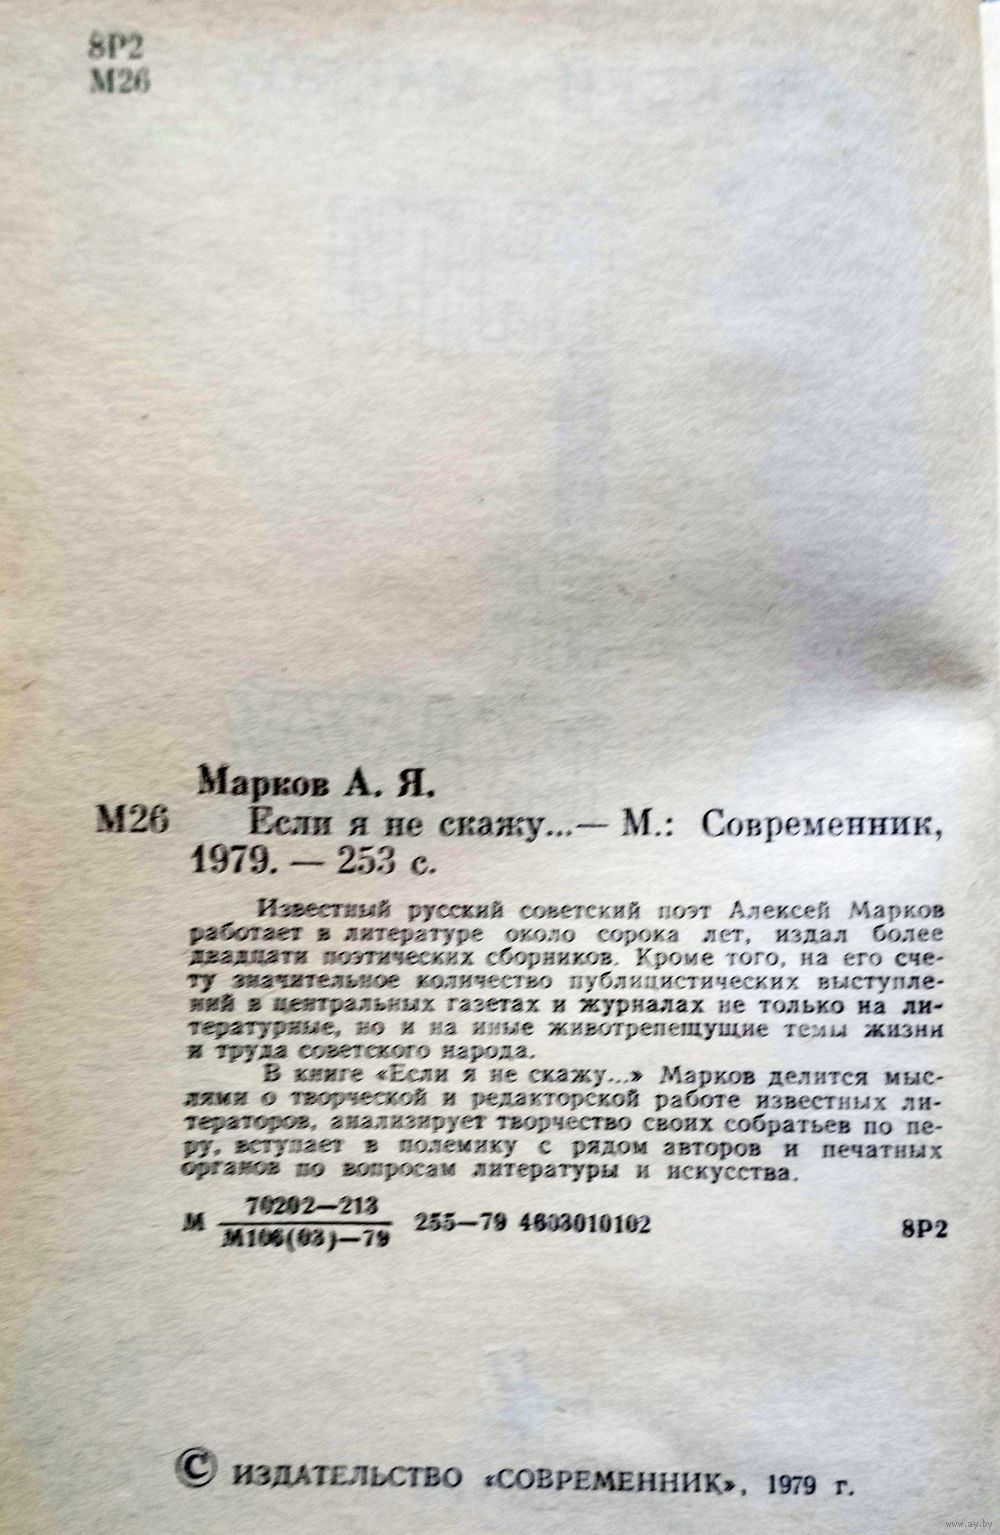 8Р2
М26
Марков А. Я.
М26 Если я не скажу...— М.: Современник,
1979. — 253 с.
Известный русский советский поэт Алексей Марков
работает в литературе около сорока лет, издал более
двадцати поэтических сборников. Кроме того, на его сче-
ту значительное количество публицистических выступле-
ний в центральных газетах и журналах не только на ли-
тературные, но и на иные животрепещущие темы жизни
и труда советского народа.
В книге «Если я не скажу...» Марков делится мыс-
лями о творческой и редакторской работе известных ли-
тераторов, анализирует творчество своих собратьев по пе-
ру, вступает в полемику с рядом авторов и печатных
органов по вопросам литературы и искусства.
70202—213
М М106(03)—79 255—79 4603010102 8Р2
© ИЗДАТЕЛЬСТВО «СОВРЕМЕННИК», 1979 г.
www.ay.by